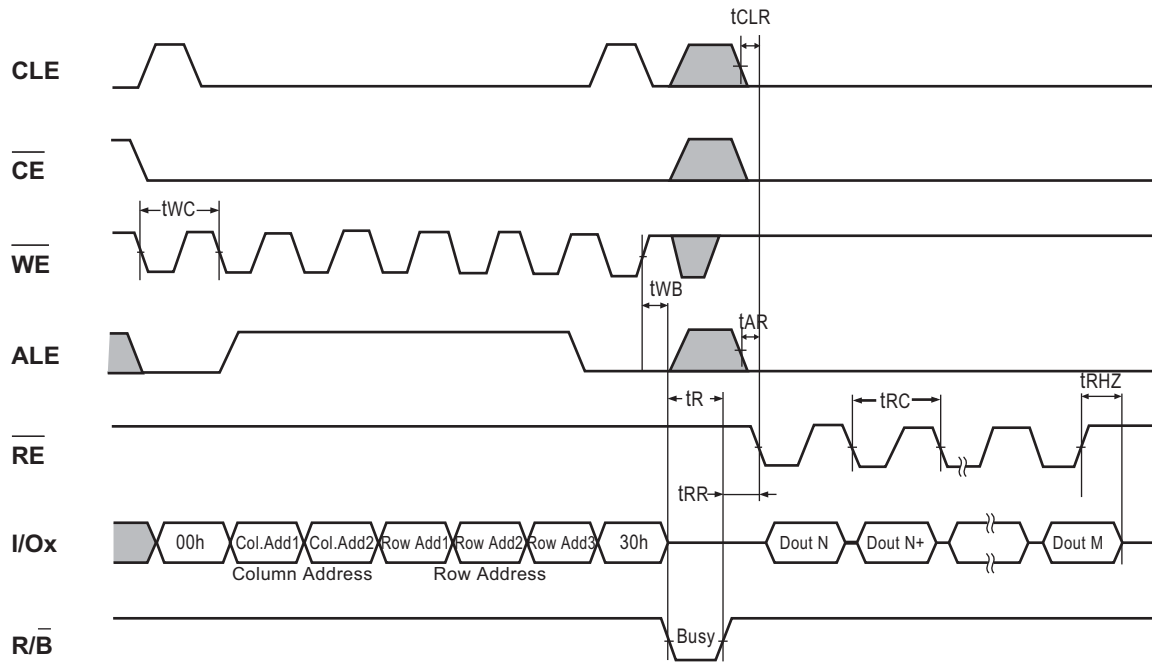 tCLR
CLE
CE
tWC
WE
tWB
tAR
ALE
tR
tRC
tRHZ
RE
tRR
I/Ox
00h Col.Add1 Col.Add2 Row Add1 Row Add2 Row Add3 30h Dout N Dout N+ Dout M
Column Address Row Address
R/B̅
Busy